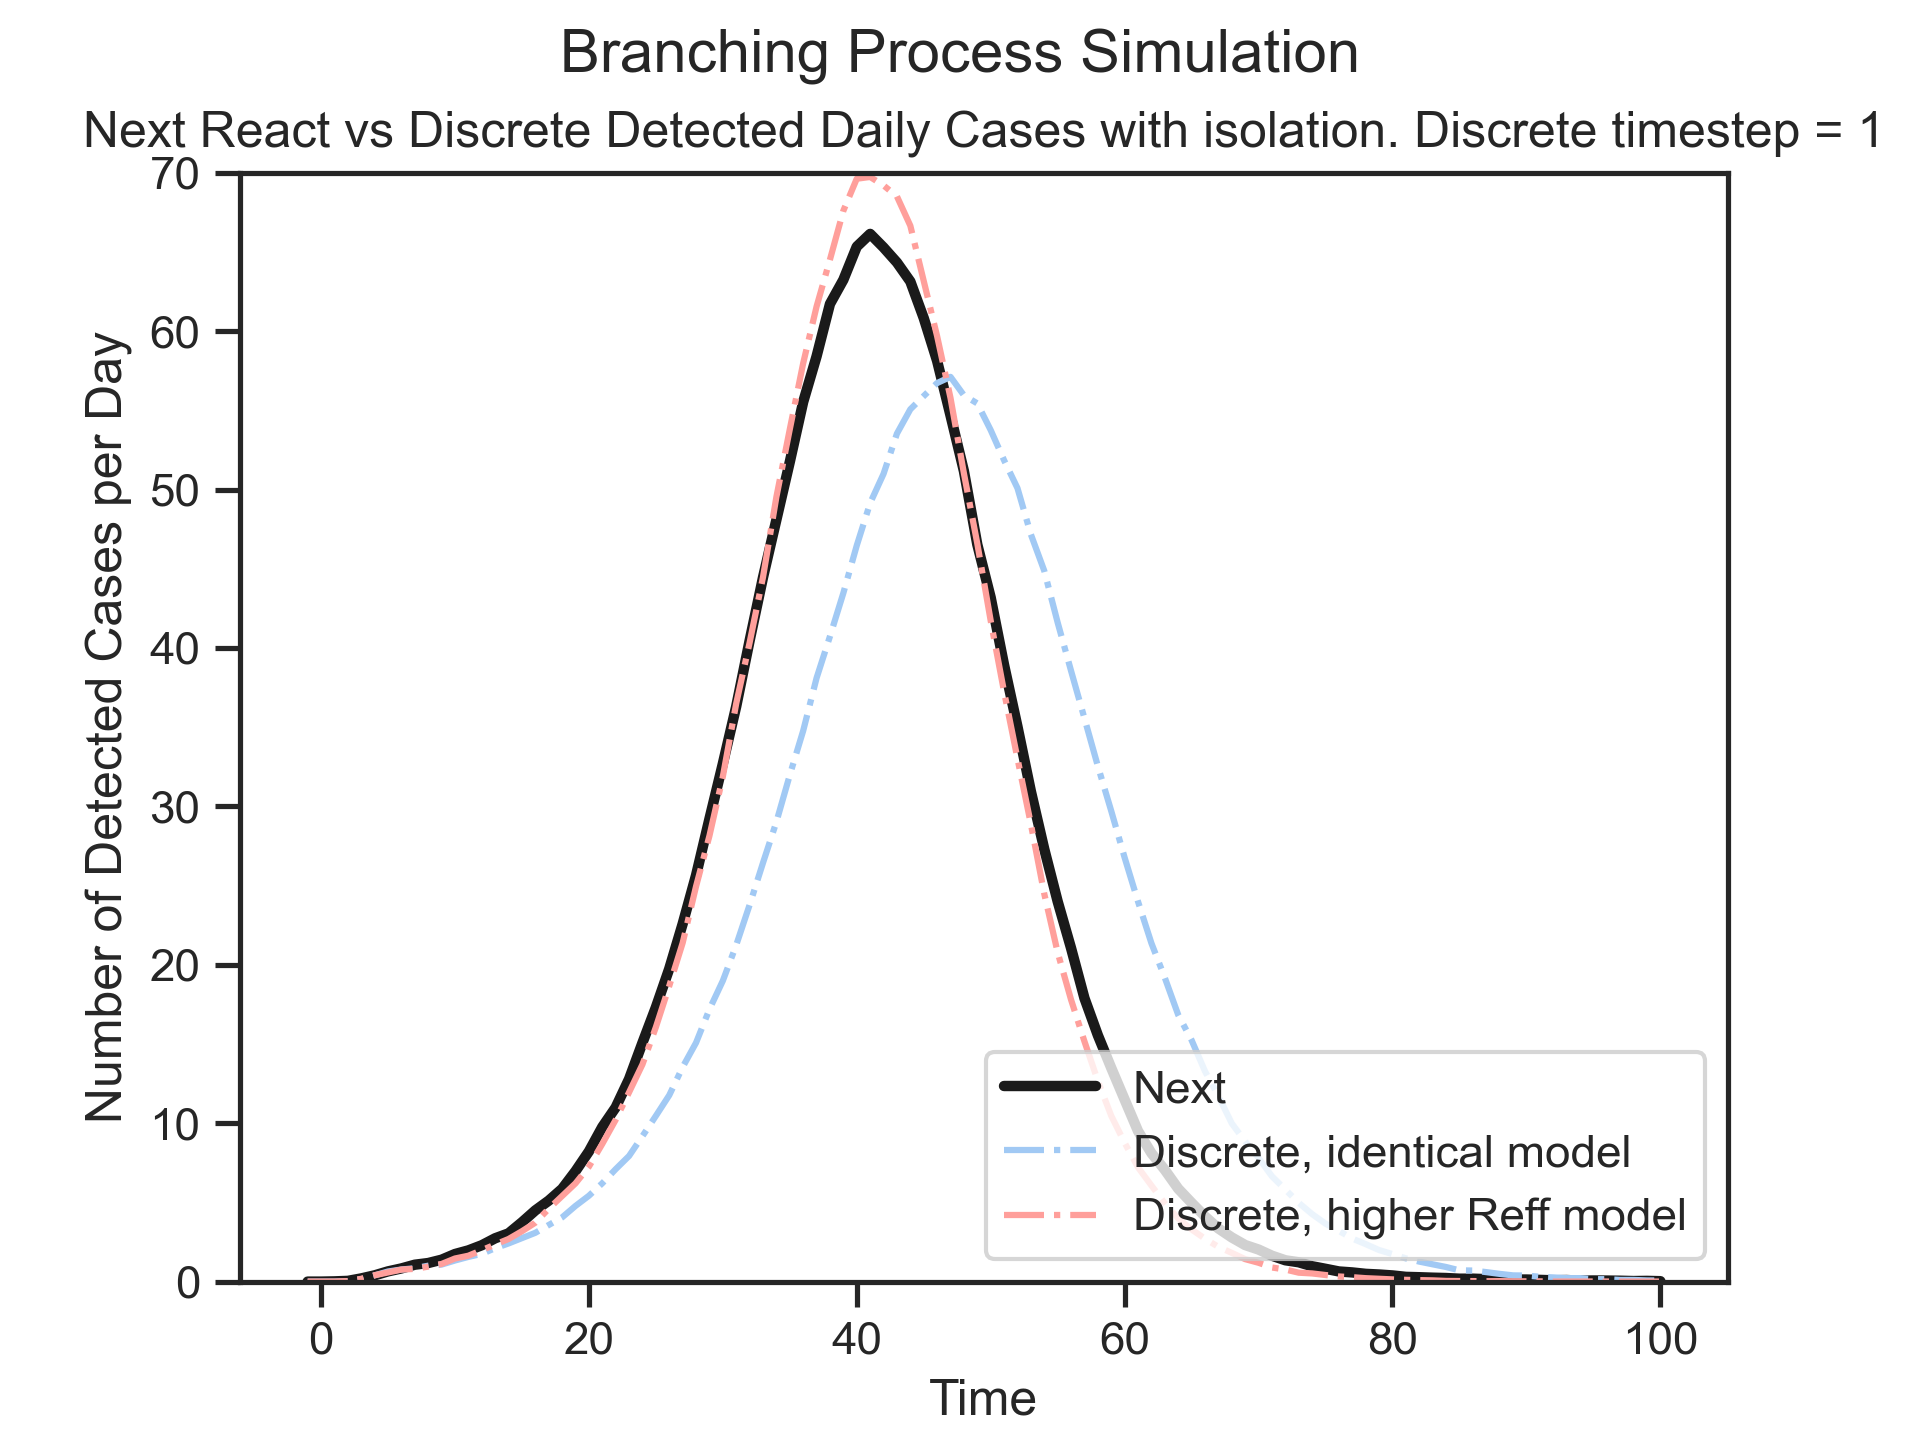 Branching Process Simulation
Next React vs Discrete Detected Daily Cases with isolation. Discrete timestep = 1
Number of Detected Cases per Day
70
60
50
40
30
20
10
0
0 20 40 60 80 100
Time
Next
Discrete, identical model
Discrete, higher Reff model